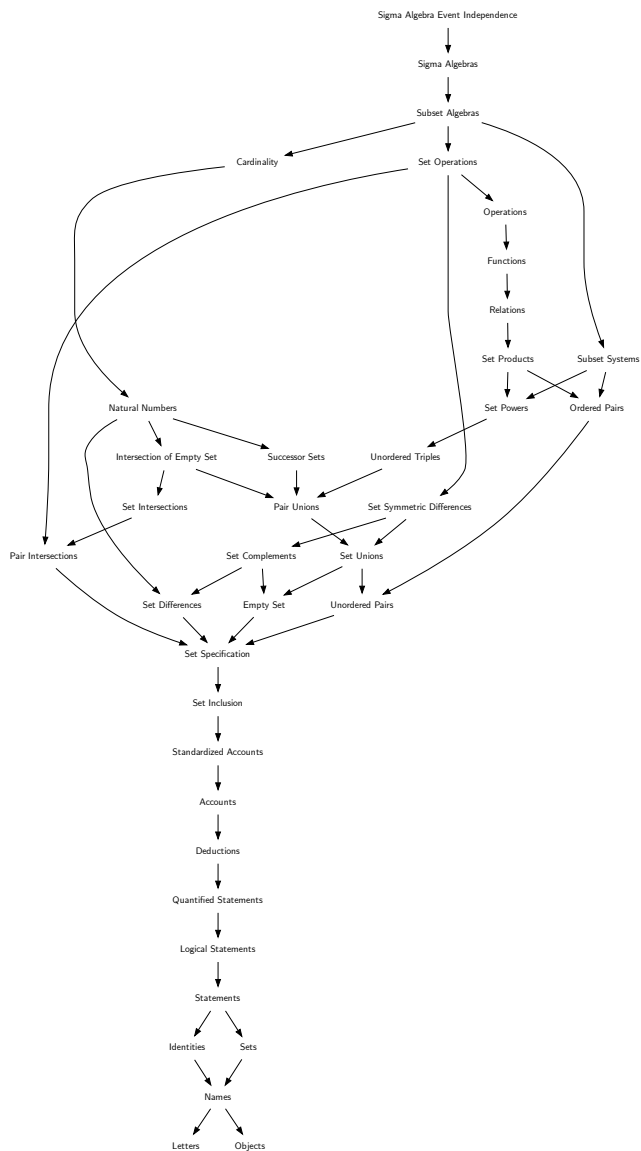 Sigma Algebra Event Independence
Sigma Algebras
Subset Algebras
Cardinality
Set Operations
Operations
Functions
Relations
Set Products
Subset Systems
Natural Numbers
Set Powers
Ordered Pairs
Intersection of Empty Set
Successor Sets
Unordered Triples
Set Intersections
Pair Unions
Set Symmetric Differences
Pair Intersections
Set Complements
Set Unions
Set Differences
Empty Set
Unordered Pairs
Set Specification
Set Inclusion
Standardized Accounts
Accounts
Deductions
Quantified Statements
Logical Statements
Statements
Identities
Sets
Names
Letters
Objects